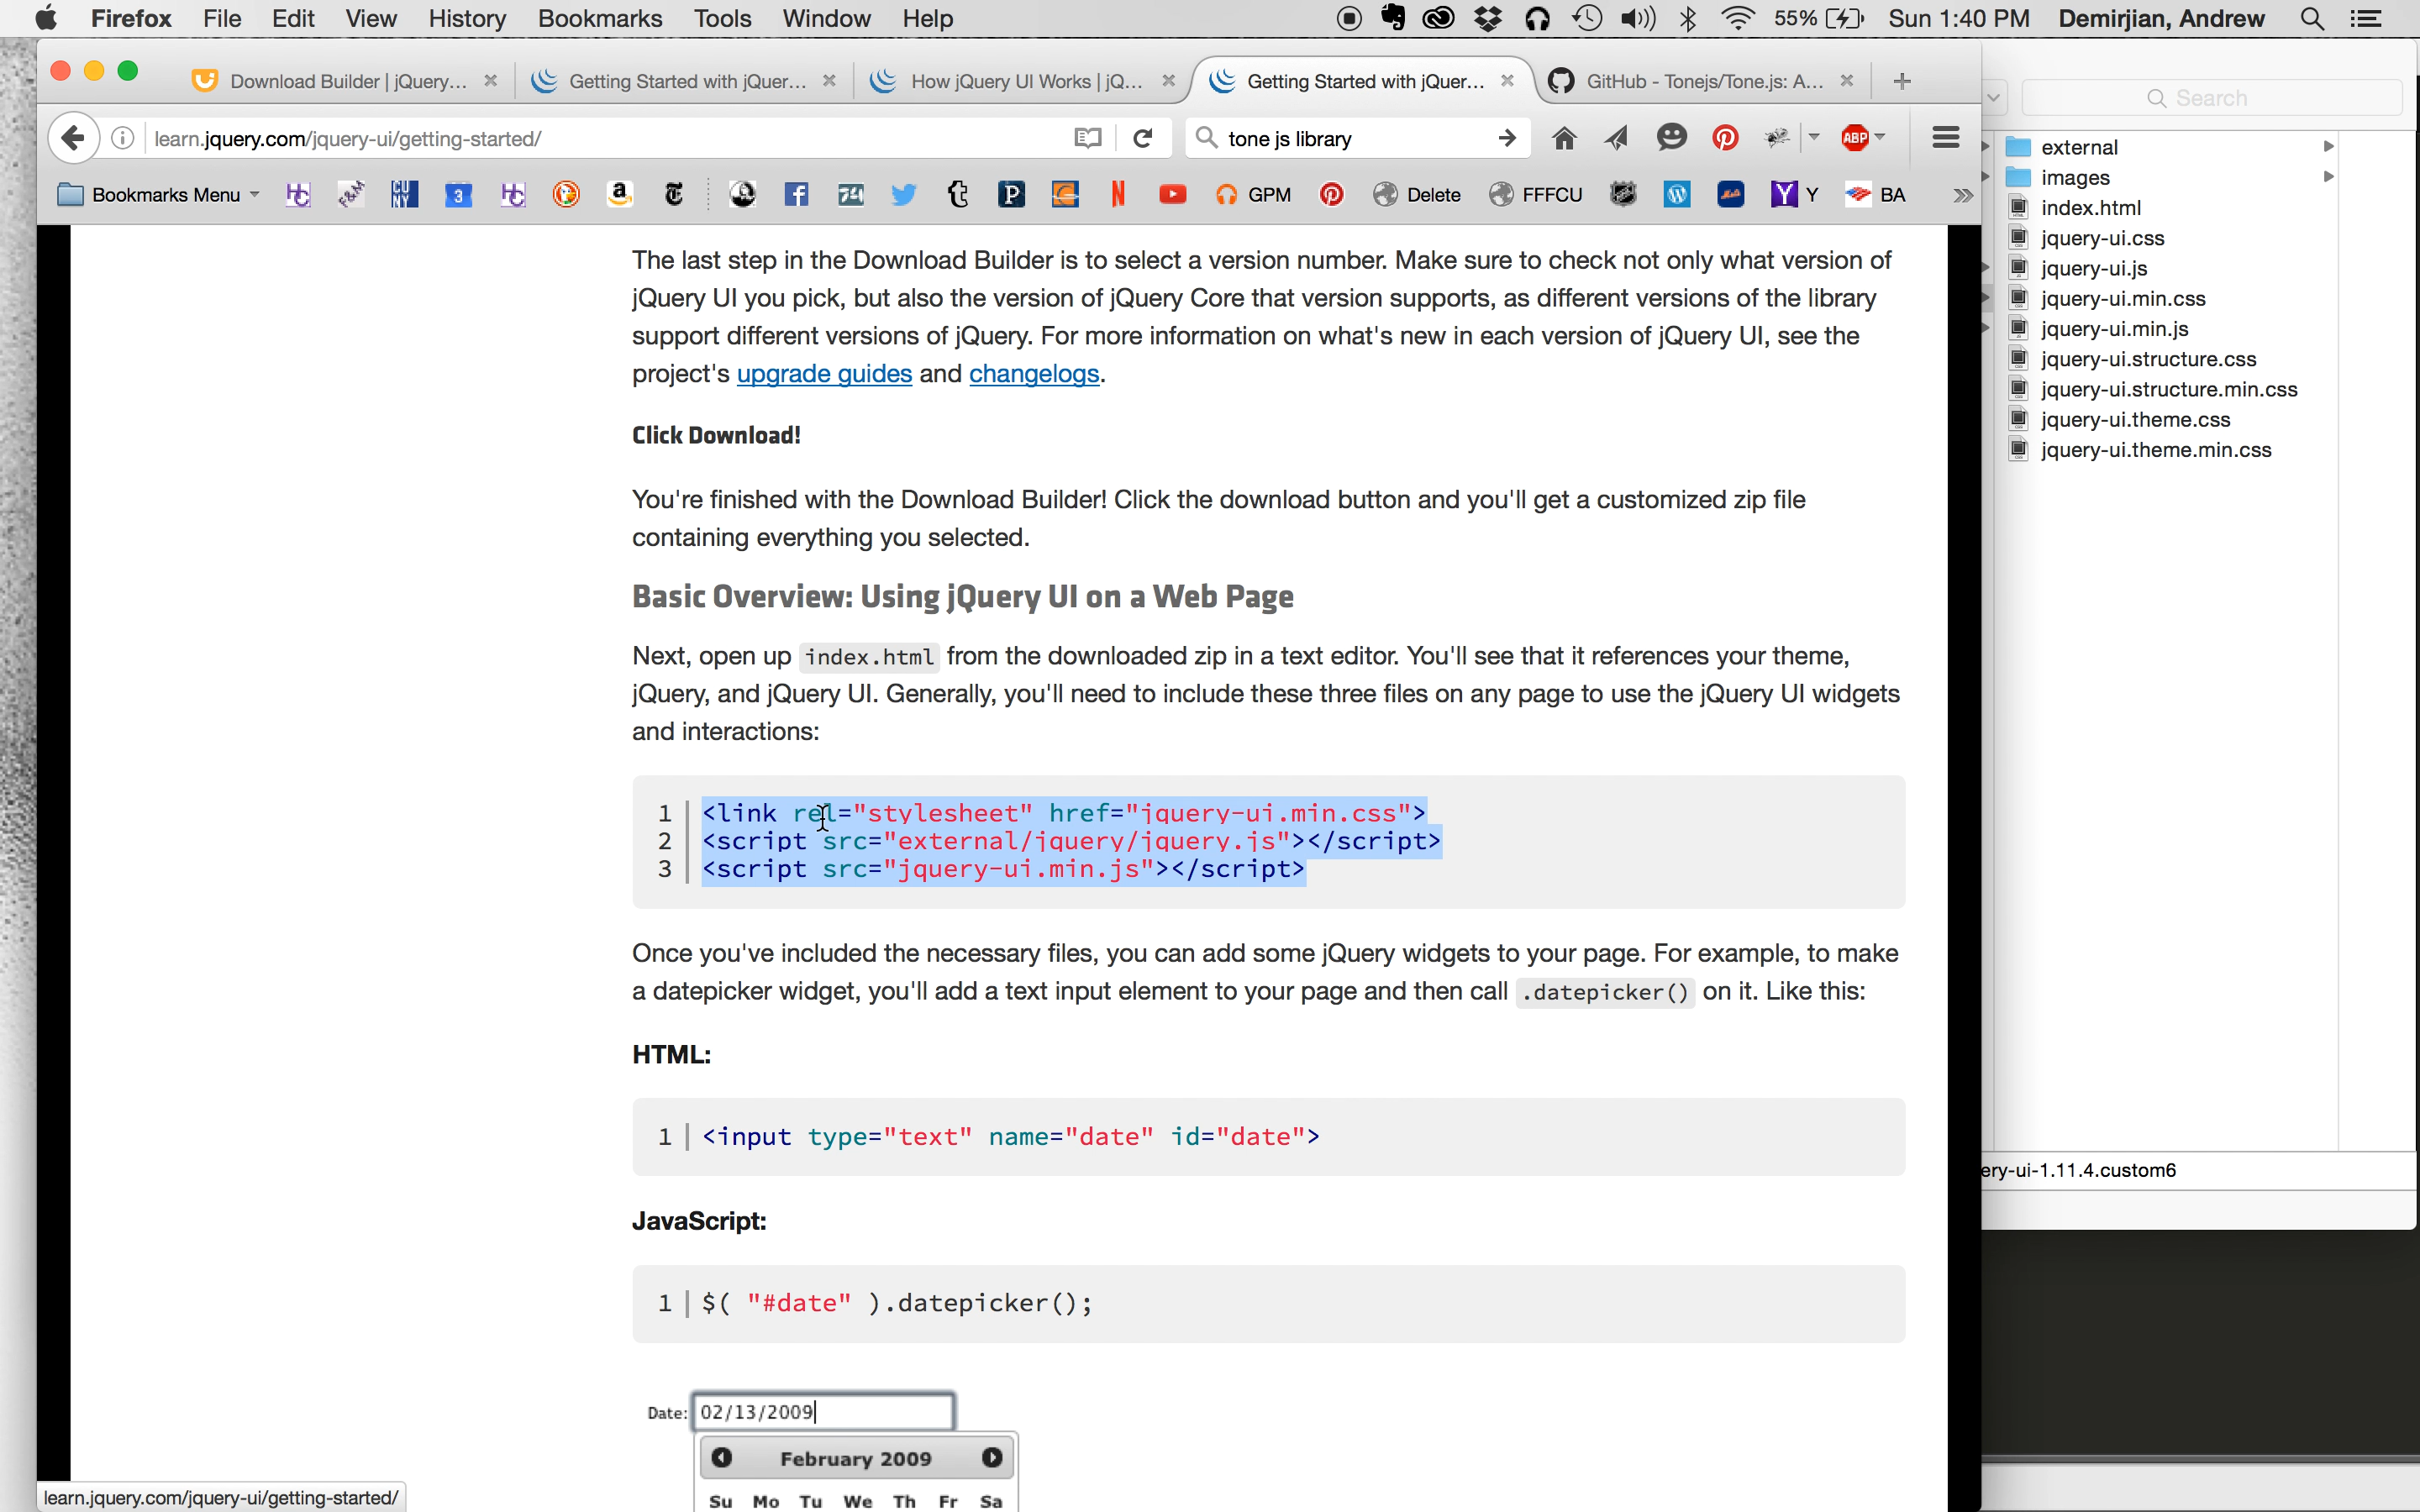 Firefox File Edit View History Bookmarks Tools Window Help 55% Sun 1:40 PM Demirjian, Andrew
Download Builder | jQuery... Getting Started with jQuer... How jQuery UI Works | jQ... Getting Started with jQuer... GitHub - Tonejs/Tone.js: A...
learn.jquery.com/jquery-ui/getting-started/ tone js library ABP
Search
Bookmarks Menu GPM Delete FFFCU Y BA
The last step in the Download Builder is to select a version number. Make sure to check not only what version of
jQuery UI you pick, but also the version of jQuery Core that version supports, as different versions of the library
support different versions of jQuery. For more information on what's new in each version of jQuery UI, see the
project's upgrade guides and changelogs.
Click Download!
You're finished with the Download Builder! Click the download button and you'll get a customized zip file
containing everything you selected.
Basic Overview: Using jQuery UI on a Web Page
Next, open up index.html from the downloaded zip in a text editor. You'll see that it references your theme,
jQuery, and jQuery UI. Generally, you'll need to include these three files on any page to use the jQuery UI widgets
and interactions:
1 <link rel="stylesheet" href="jquery-ui.min.css">
2 <script src="external/jquery/jquery.js"></script>
3 <script src="jquery-ui.min.js"></script>
Once you've included the necessary files, you can add some jQuery widgets to your page. For example, to make
a datepicker widget, you'll add a text input element to your page and then call .datepicker() on it. Like this:
HTML:
1 <input type="text" name="date" id="date">
JavaScript:
1 $( "#date" ).datepicker();
Date: 02/13/2009
February 2009
Su Mo Tu We Th Fr Sa
learn.jquery.com/jquery-ui/getting-started/
external
images
index.html
jquery-ui.css
jquery-ui.js
jquery-ui.min.css
jquery-ui.min.js
jquery-ui.structure.css
jquery-ui.structure.min.css
jquery-ui.theme.css
jquery-ui.theme.min.css
ery-ui-1.11.4.custom6